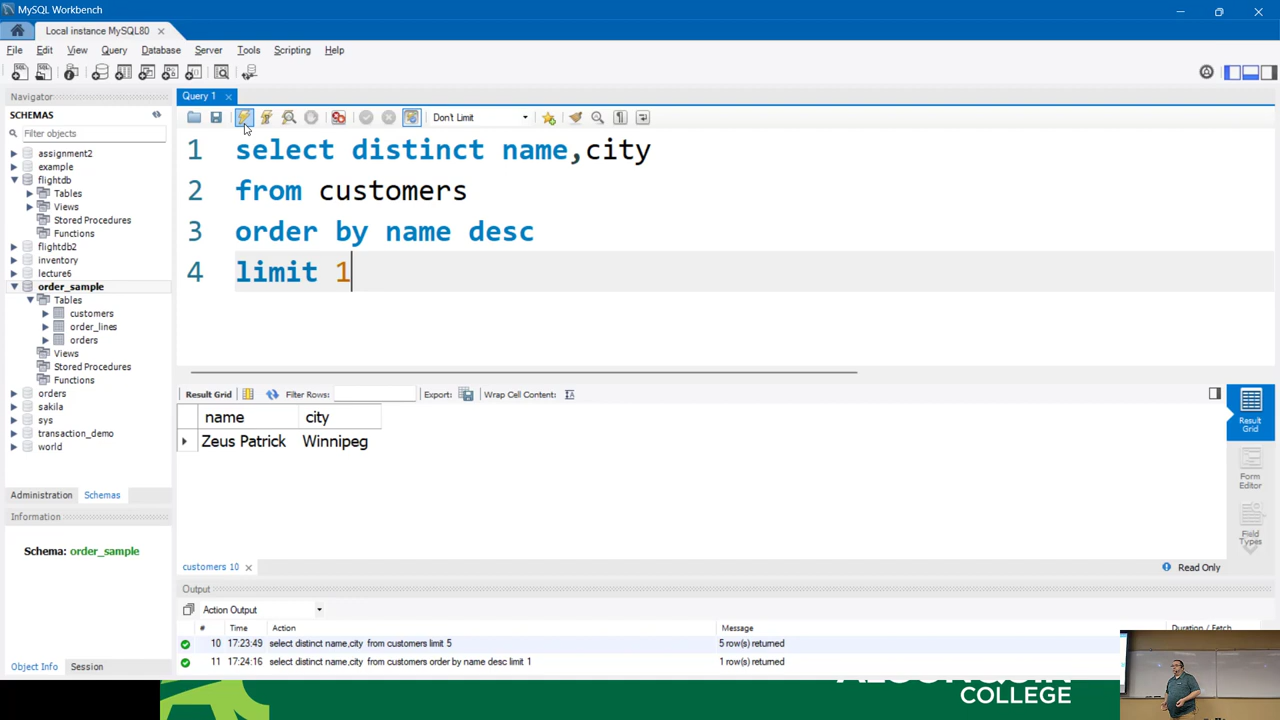 MySQL Workbench
Local instance MySQL80
File Edit View Query Database Server Tools Scripting Help
Navigator
SCHEMAS
Filter objects
assignment2
example
flightdb
Tables
Views
Stored Procedures
Functions
flightdb2
inventory
lecture6
order_sample
Tables
customers
order_lines
orders
Views
Stored Procedures
Functions
orders
sakila
sys
transaction_demo
world
Administration Schemas
Information
Schema: order_sample
Object Info Session
Query 1
Don't Limit
1 select distinct name,city
2 from customers
3 order by name desc
4 limit 1
Result Grid Filter Rows: Export: Wrap Cell Content:
name city
Zeus Patrick Winnipeg
Result Grid
Form Editor
Field Types
customers 10
Read Only
Output
Action Output
# Time Action Message Duration / Fetch
10 17:23:49 select distinct name,city from customers limit 5 5 row(s) returned
11 17:24:16 select distinct name,city from customers order by name desc limit 1 1 row(s) returned
COLLEGE